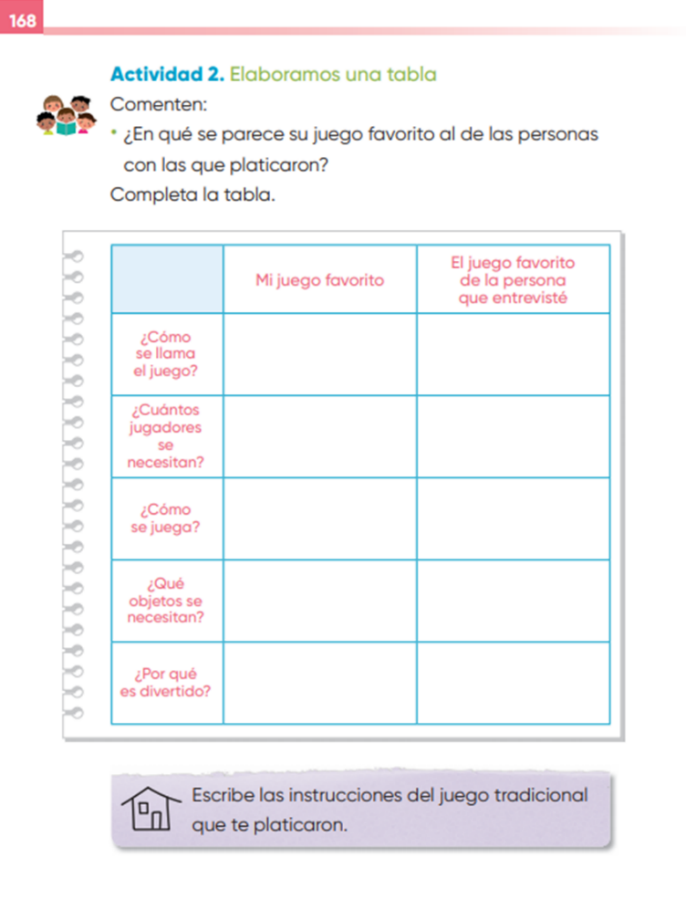 168
Actividad 2. Elaboramos una tabla
Comenten:
• ¿En qué se parece su juego favorito al de las personas
con las que platicaron?
Completa la tabla.
Mi juego favorito
El juego favorito
de la persona
que entrevisté
¿Cómo
se llama
el juego?
¿Cuántos
jugadores
se
necesitan?
¿Cómo
se juega?
¿Qué
objetos se
necesitan?
¿Por qué
es divertido?
Escribe las instrucciones del juego tradicional
que te platicaron.